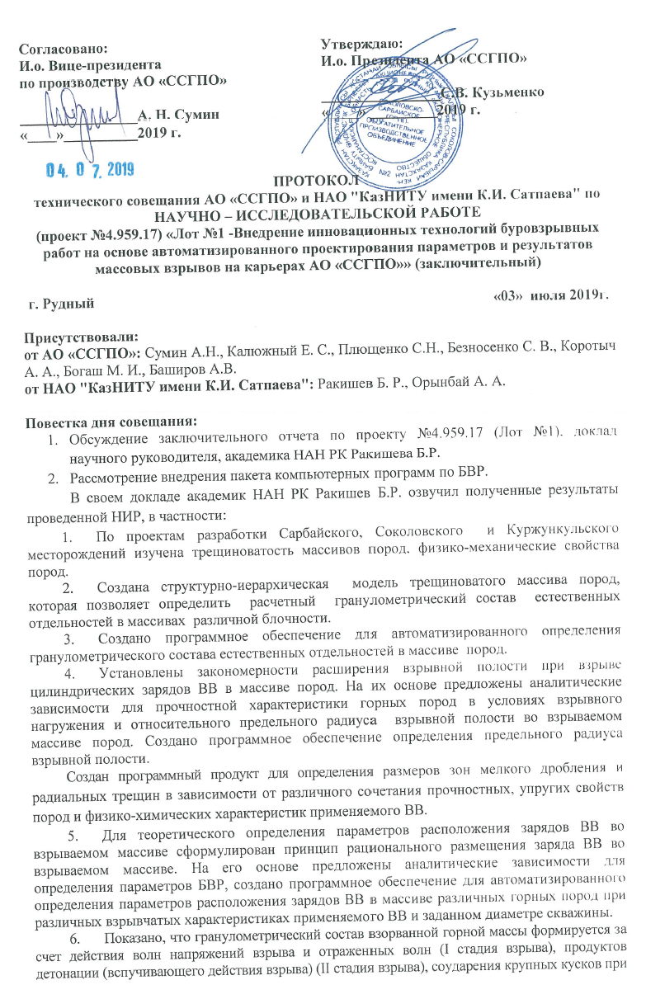 Согласовано:
И.о. Вице-президента
по производству АО «ССГПО»
А. Н. Сумин
«____»____________2019 г.
04. 07. 2019
Утверждаю:
И.о. Президента АО «ССГПО»
С.В. Кузьменко
«____»____________2019 г.
СОКОЛОВСКО-
САРБАЙСКОЕ
ГОРНО-
ОБОГАТИТЕЛЬНОЕ
ПРОИЗВОДСТВЕННОЕ
ОБЪЕДИНЕНИЕ
№2
ПРОТОКОЛ
технического совещания АО «ССГПО» и НАО "КазНИТУ имени К.И. Сатпаева" по
НАУЧНО – ИССЛЕДОВАТЕЛЬСКОЙ РАБОТЕ
(проект №4.959.17) «Лот №1 -Внедрение инновационных технологий буровзрывных
работ на основе автоматизированного проектирования параметров и результатов
массовых взрывов на карьерах АО «ССГПО»» (заключительный)
г. Рудный
«03» июля 2019г.
Присутствовали:
от АО «ССГПО»: Сумин А.Н., Калюжный Е. С., Плющенко С.Н., Безносенко С. В., Коротыч
А. А., Богаш М. И., Баширов А.В.
от НАО "КазНИТУ имени К.И. Сатпаева": Ракишев Б. Р., Орынбай А. А.
Повестка дня совещания:
1. Обсуждение заключительного отчета по проекту №4.959.17 (Лот №1). доклад
научного руководителя, академика НАН РК Ракишева Б.Р.
2. Рассмотрение внедрения пакета компьютерных программ по БВР.
В своем докладе академик НАН РК Ракишев Б.Р. озвучил полученные результаты
проведенной НИР, в частности:
1. По проектам разработки Сарбайского, Соколовского и Куржункульского
месторождений изучена трещиноватость массивов пород. физико-механические свойства
пород.
2. Создана структурно-иерархическая модель трещиноватого массива пород,
которая позволяет определить расчетный гранулометрический состав естественных
отдельностей в массивах различной блочности.
3. Создано программное обеспечение для автоматизированного определения
гранулометрического состава естественных отдельностей в массиве пород.
4. Установлены закономерности расширения взрывной полости при взрыве
цилиндрических зарядов ВВ в массиве пород. На их основе предложены аналитические
зависимости для прочностной характеристики горных пород в условиях взрывного
нагружения и относительного предельного радиуса взрывной полости во взрываемом
массиве пород. Создано программное обеспечение определения предельного радиуса
взрывной полости.
Создан программный продукт для определения размеров зон мелкого дробления и
радиальных трещин в зависимости от различного сочетания прочностных, упругих свойств
пород и физико-химических характеристик применяемого ВВ.
5. Для теоретического определения параметров расположения зарядов ВВ во
взрываемом массиве сформулирован принцип рационального размещения заряда ВВ во
взрываемом массиве. На его основе предложены аналитические зависимости для
определения параметров БВР, создано программное обеспечение для автоматизированного
определения параметров расположения зарядов ВВ в массиве различных горных пород при
различных взрывчатых характеристиках применяемого ВВ и заданном диаметре скважины.
6. Показано, что гранулометрический состав взорванной горной массы формируется за
счет действия волн напряжений взрыва и отраженных волн (I стадия взрыва), продуктов
детонации (вспучивающего действия взрыва) (II стадия взрыва), соударения крупных кусков при